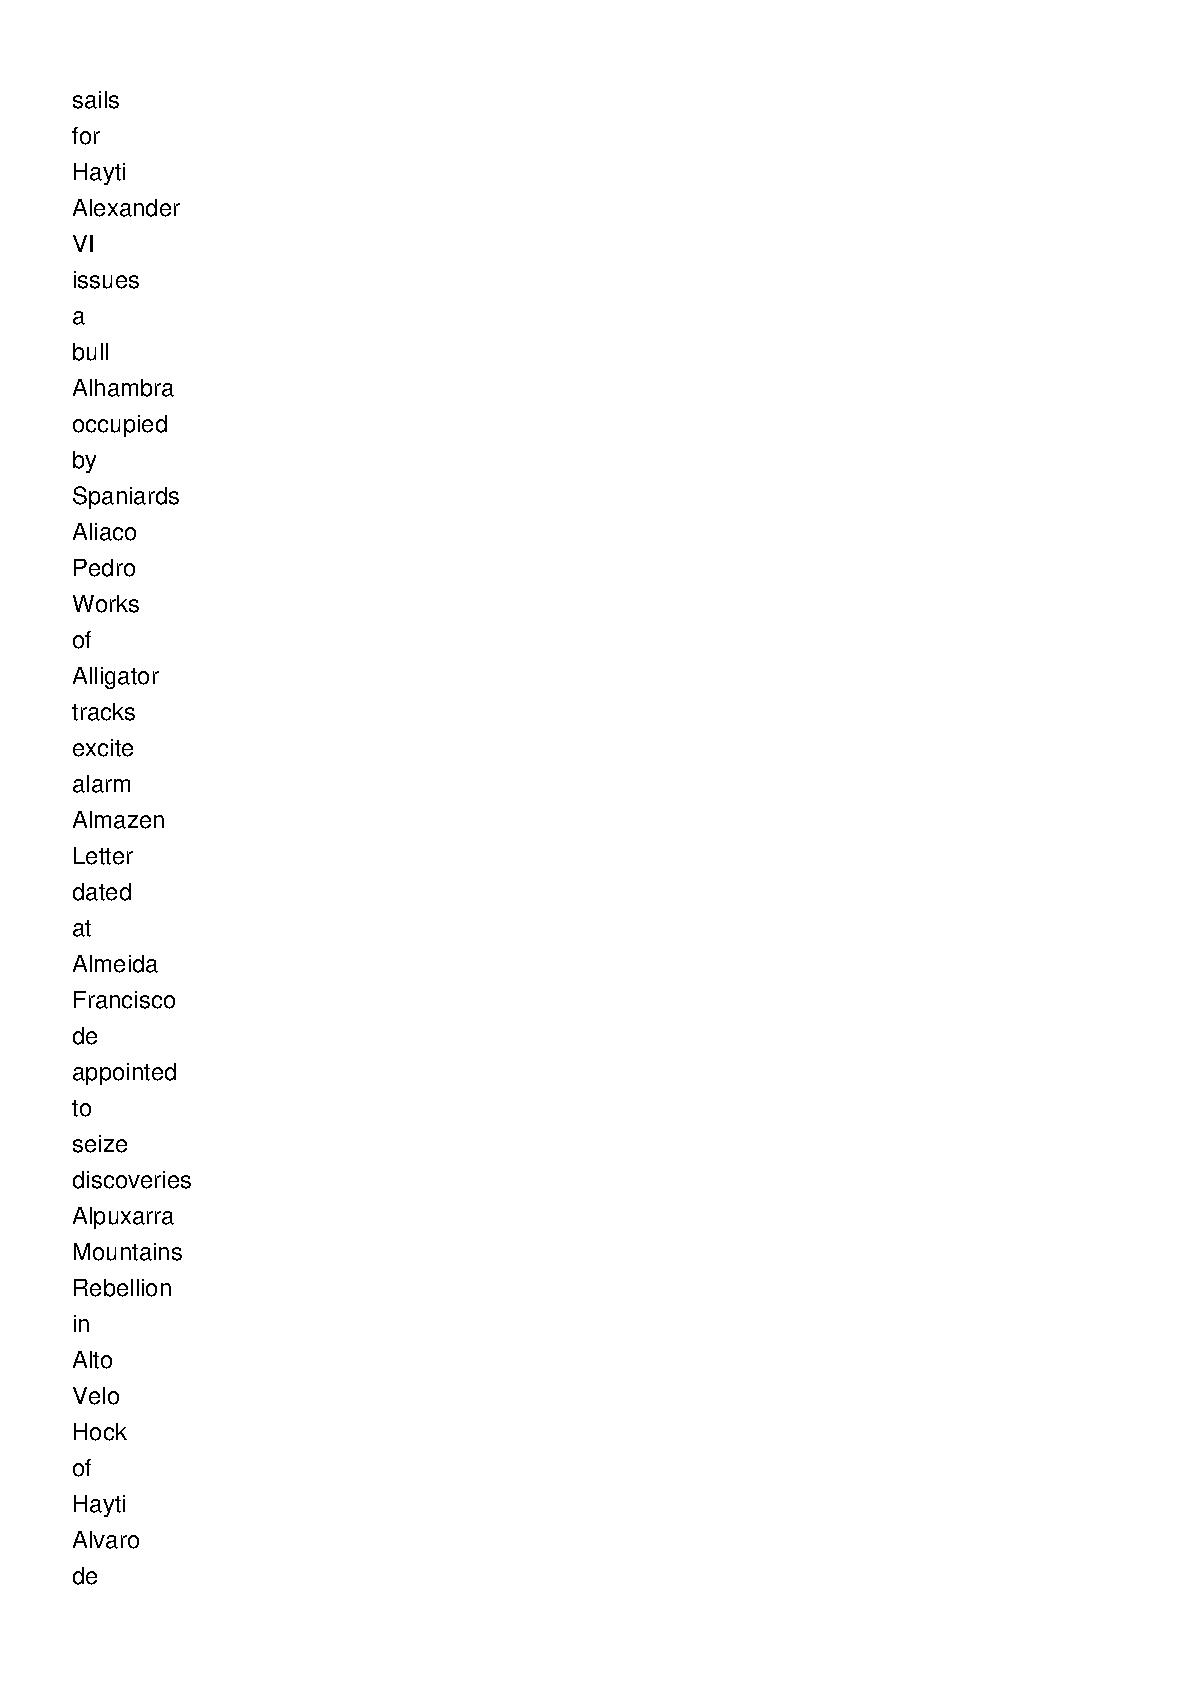 sails
for
Hayti
Alexander
VI
issues
a
bull
Alhambra
occupied
by
Spaniards
Aliaco
Pedro
Works
of
Alligator
tracks
excite
alarm
Almazen
Letter
dated
at
Almeida
Francisco
de
appointed
to
seize
discoveries
Alpuxarra
Mountains
Rebellion
in
Alto
Velo
Hock
of
Hayti
Alvaro
de